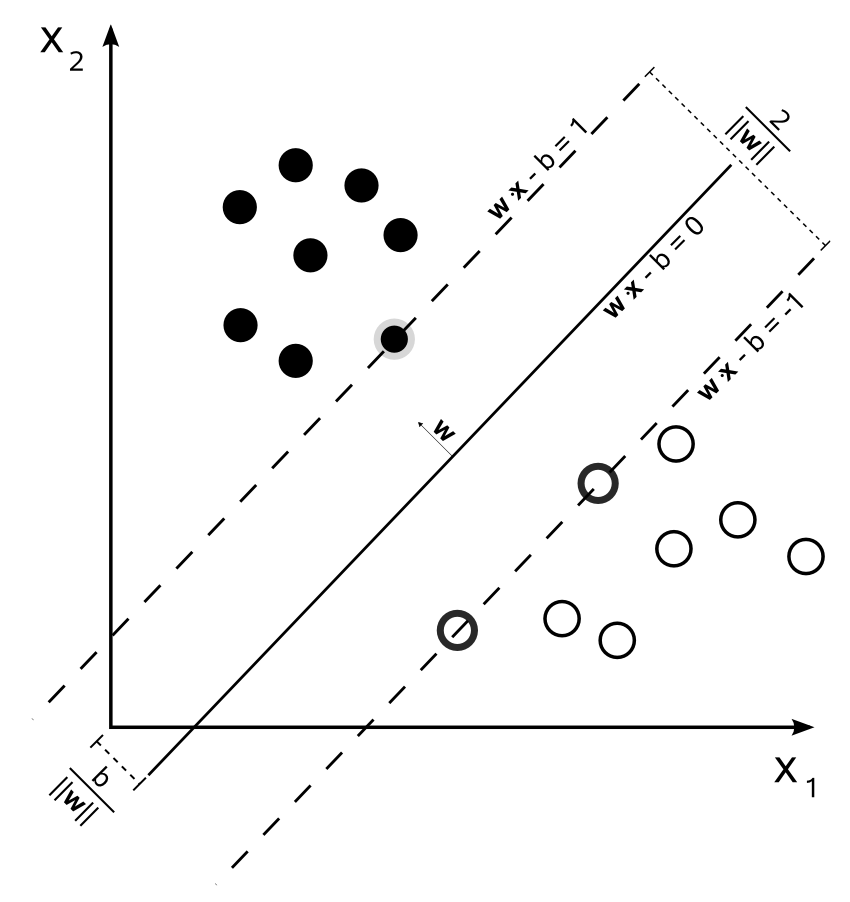 X₂
w·x - b = 1
2
‖w‖
w·x - b = 0
w·x - b = -1
w
X₁
b
‖w‖